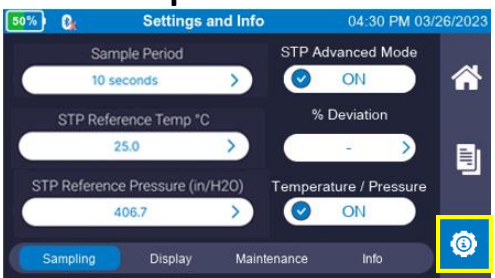 50%
Settings and Info
04:30 PM 03/26/2023
Sample Period
10 seconds
STP Advanced Mode
ON
STP Reference Temp °C
25.0
% Deviation
-
STP Reference Pressure (in/H2O)
406.7
Temperature / Pressure
ON
Sampling
Display
Maintenance
Info